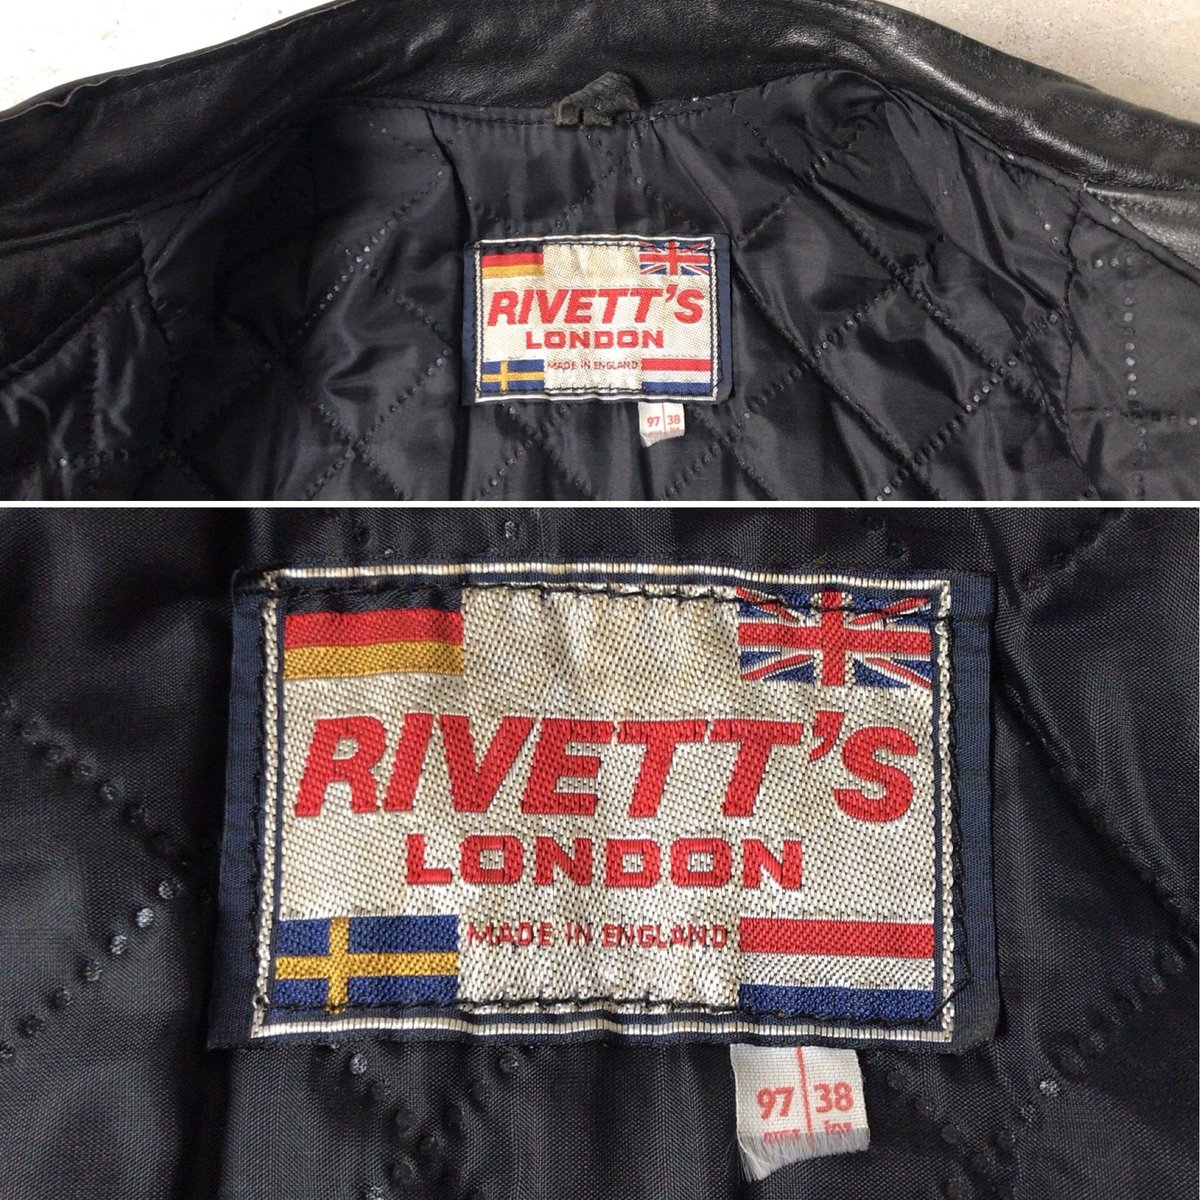 RIVETT'S
LONDON
MADE IN ENGLAND
97 38
RIVETT'S
LONDON
MADE IN ENGLAND
97 38